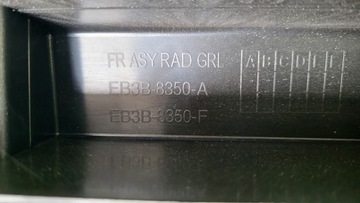 FR ASY RAD GRL
A B C D E F
EB3B-8350-A
EB3B-8350-F